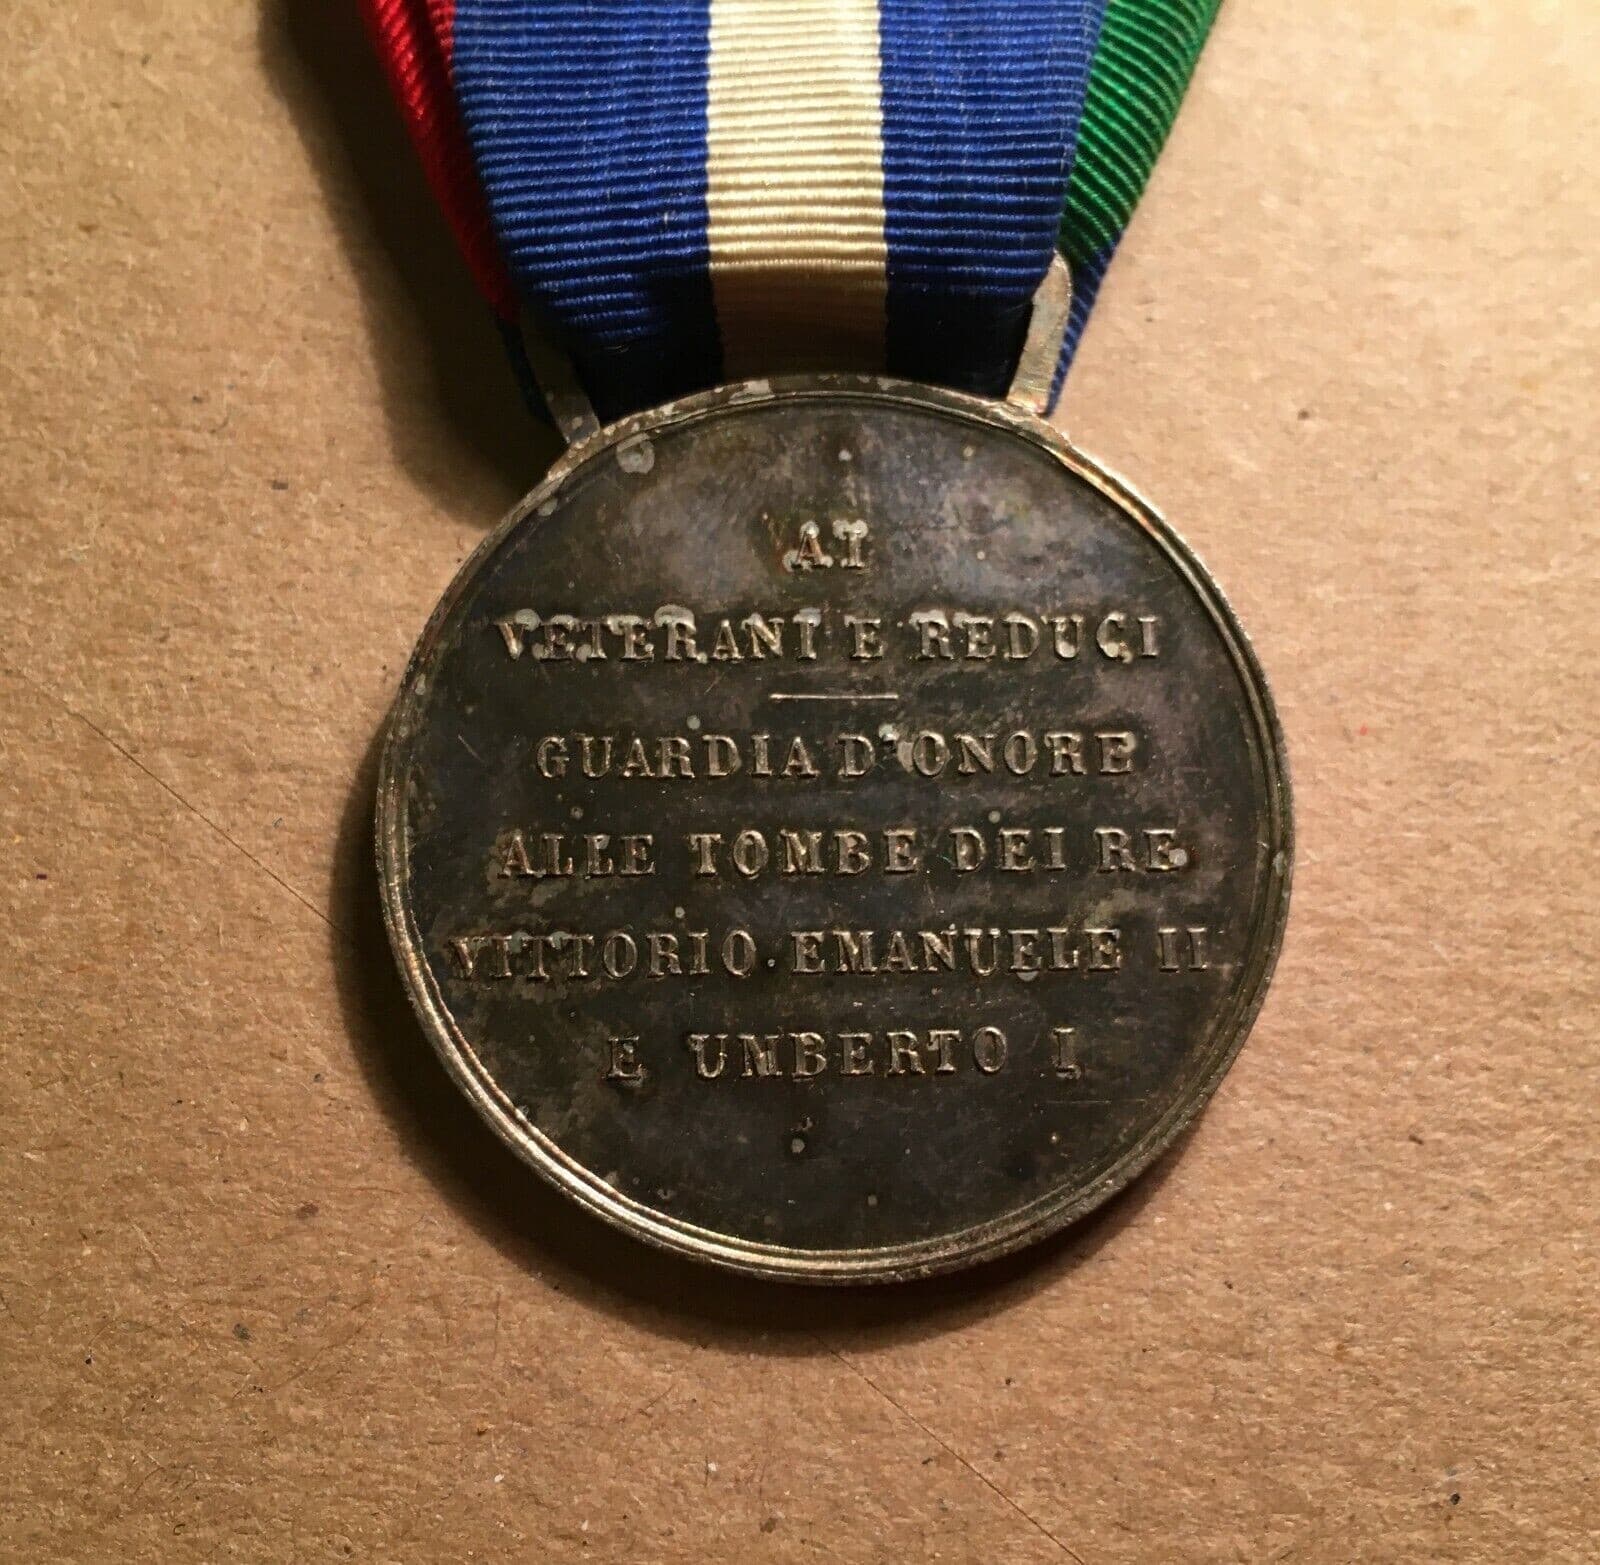 AI
VETERANI E REDUCI
GUARDIA D'ONORE
ALLE TOMBE DEI RE
VITTORIO EMANUELE II
E UMBERTO I